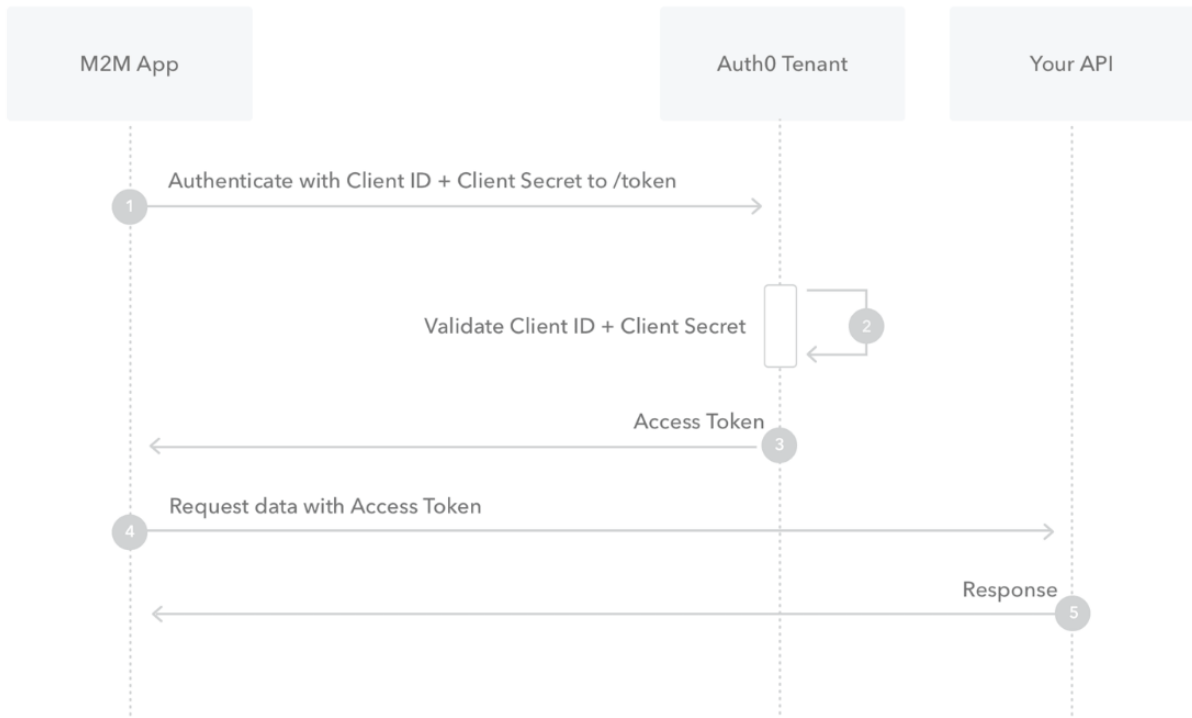 M2M App
Auth0 Tenant
Your API
Authenticate with Client ID + Client Secret to /token
1
Validate Client ID + Client Secret
2
Access Token
3
Request data with Access Token
4
Response
5